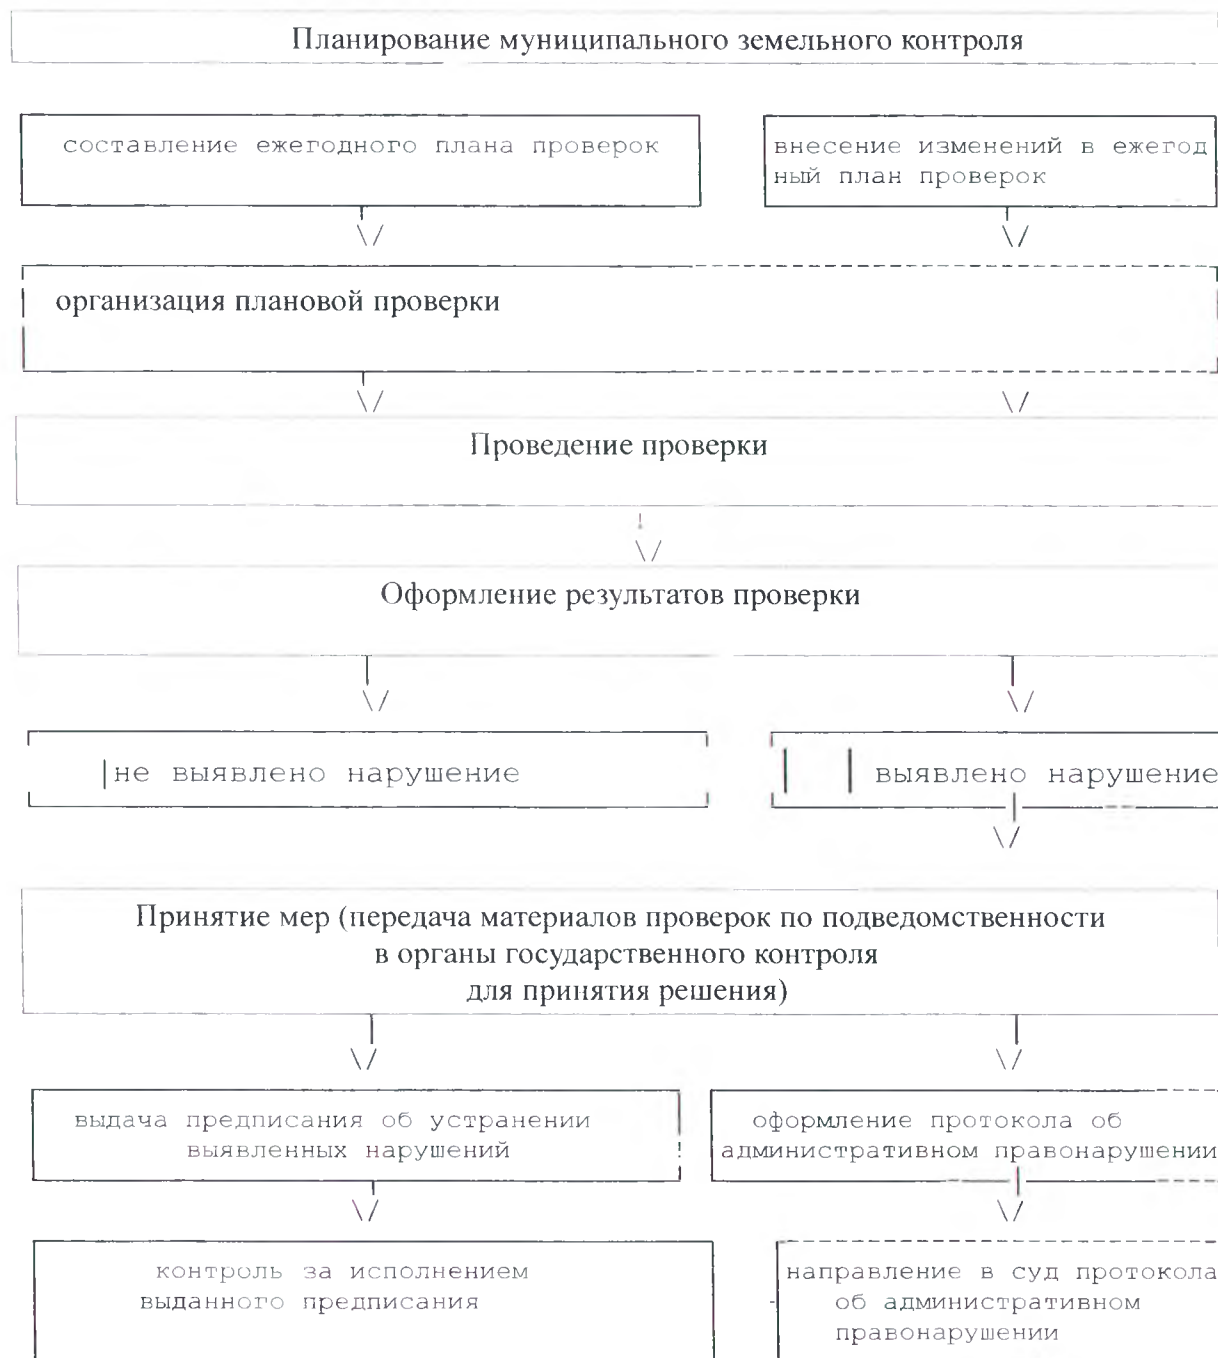 Планирование муниципального земельного контроля
составление ежегодного плана проверок
внесение изменений в ежегод
ный план проверок
организация плановой проверки
Проведение проверки
Оформление результатов проверки
не выявлено нарушение
выявлено нарушение
Принятие мер (передача материалов проверок по подведомственности
в органы государственного контроля
для принятия решения)
выдача предписания об устранении
выявленных нарушений
оформление протокола об
административном правонарушении
контроль за исполнением
выданного предписания
направление в суд протокола
об административном
правонарушении